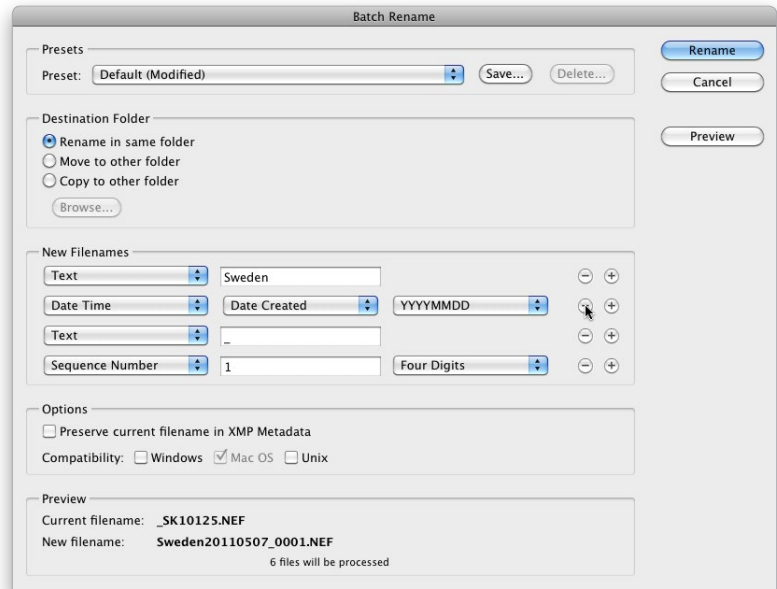 Batch Rename
Presets
Preset: Default (Modified) Save... Delete...
Rename
Cancel
Preview
Destination Folder
Rename in same folder
Move to other folder
Copy to other folder
Browse...
New Filenames
Text Sweden
Date Time Date Created YYYYMMDD
Text _
Sequence Number 1 Four Digits
Options
Preserve current filename in XMP Metadata
Compatibility: Windows Mac OS Unix
Preview
Current filename: _SK10125.NEF
New filename: Sweden20110507_0001.NEF
6 files will be processed